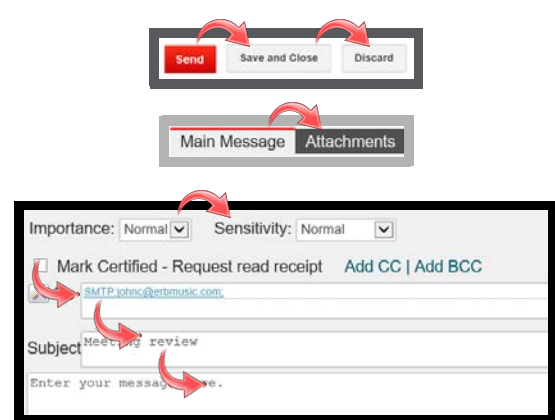 Send Save and Close Discard
Main Message Attachments
Importance: Normal Sensitivity: Normal
Mark Certified - Request read receipt Add CC | Add BCC
SMTP:johnc@erbmusic.com;
Subject Meeting review
Enter your message